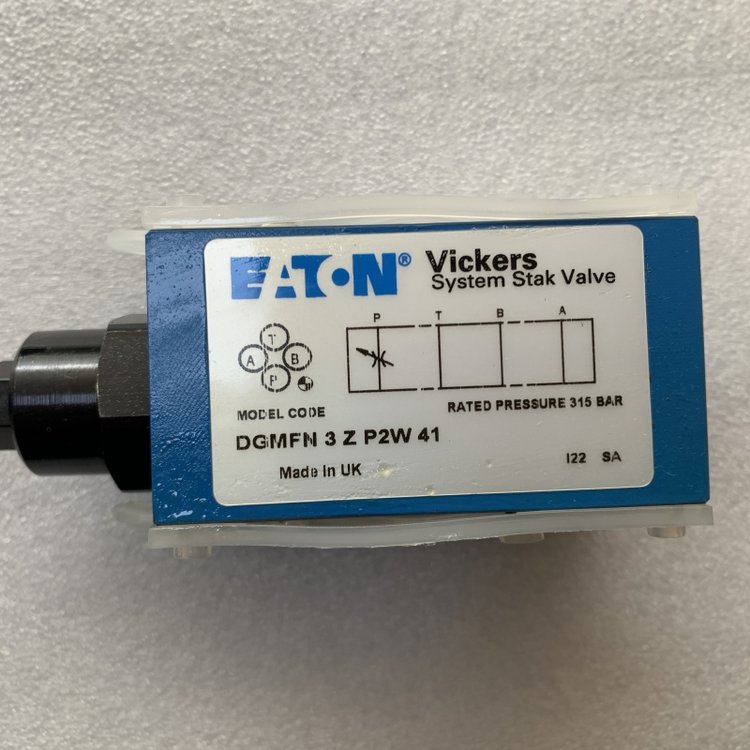 EATON® Vickers
System Stak Valve
P T B A
T
A B
P
MODEL CODE
RATED PRESSURE 315 BAR
DGMFN 3 Z P2W 41
Made In UK
I22 SA